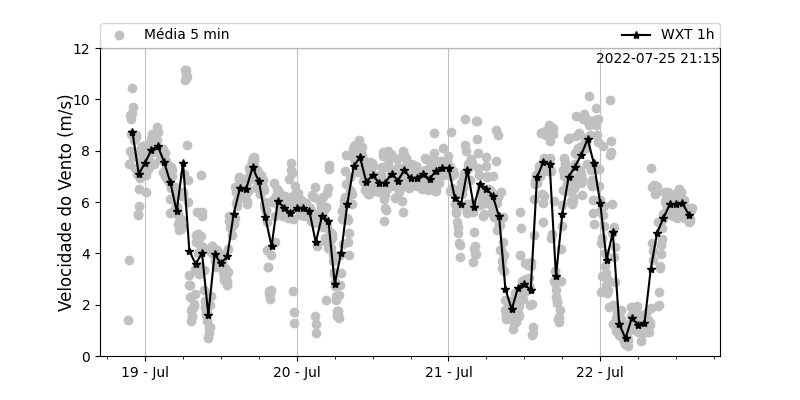 Média 5 min
WXT 1h
2022-07-25 21:15
Velocidade do Vento (m/s)
12
10
8
6
4
2
0
19 - Jul
20 - Jul
21 - Jul
22 - Jul